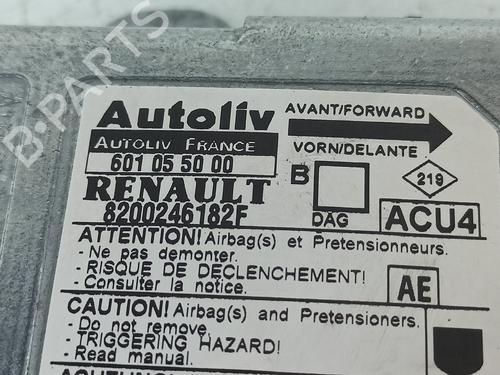 B-PARTS
Autoliv
AVANT/FORWARD
AUTOLIV FRANCE
VORN/DELANTE
601 05 50 00
B
219
RENAULT
8200246182F
DAG
ACU4
ATTENTION! Airbag(s) et Pretensionneurs.
- Ne pas demonter.
- RISQUE DE DECLENCHEMENT!
- Consulter la notice.
AE
CAUTION! Airbag(s) and Pretensioners.
- Do not remove.
- TRIGGERING HAZARD!
- Read manual.